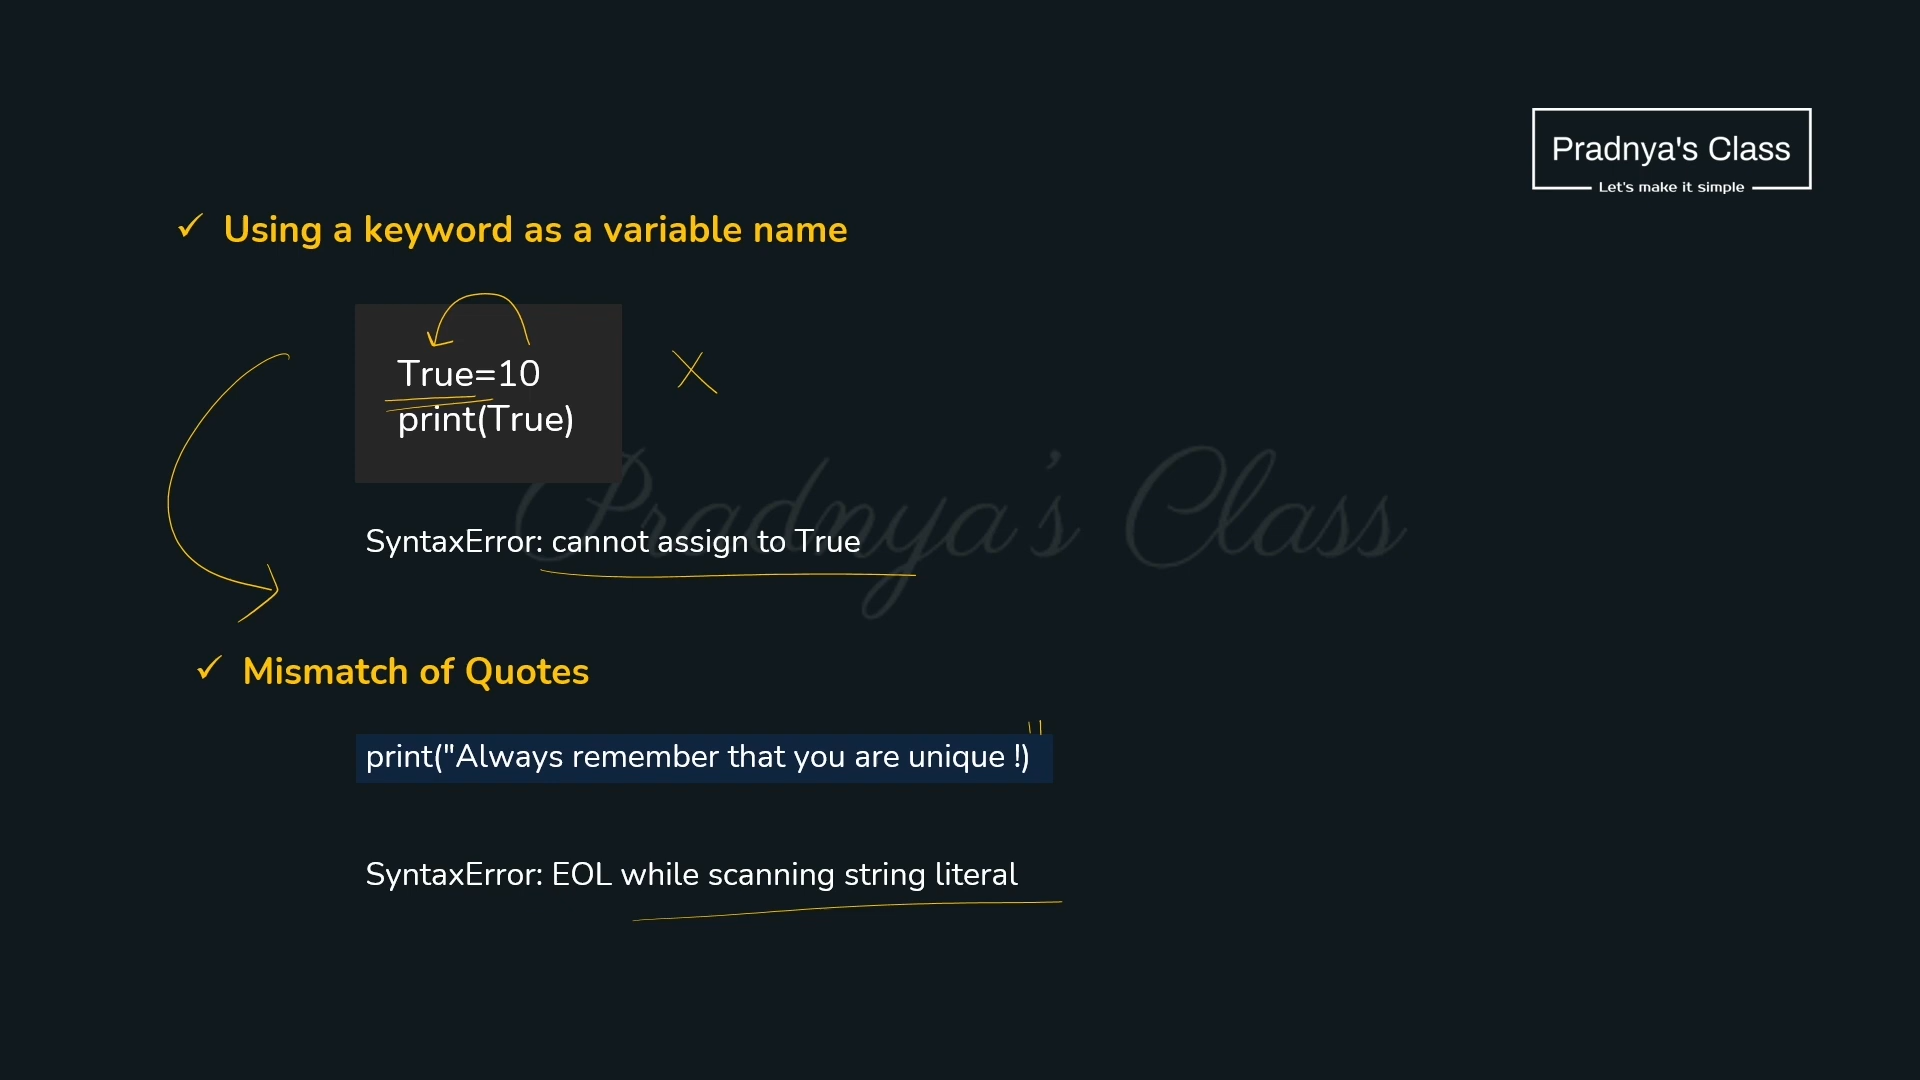 Pradnya's Class
Let's make it simple
✓ Using a keyword as a variable name
True=10
print(True)
X
Pradnya's Class
SyntaxError: cannot assign to True
✓ Mismatch of Quotes
"
print("Always remember that you are unique !)
SyntaxError: EOL while scanning string literal